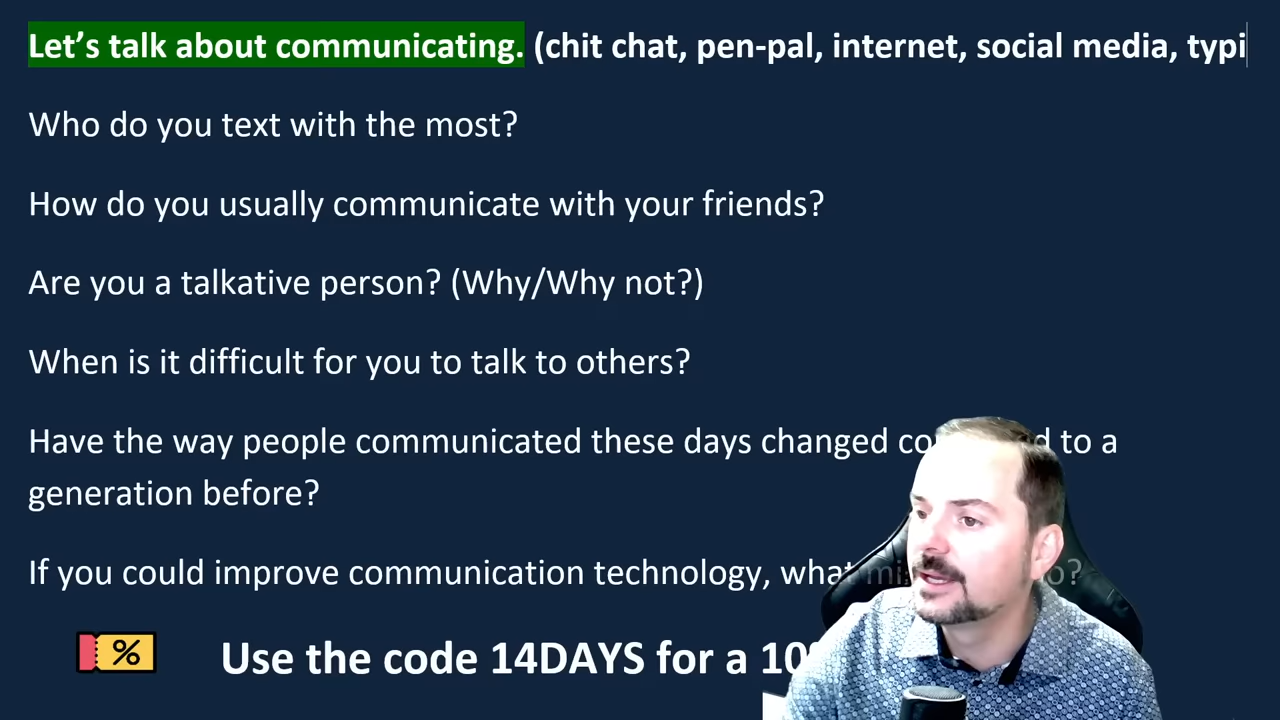 Let's talk about communicating. (chit chat, pen-pal, internet, social media, typi
Who do you text with the most?
How do you usually communicate with your friends?
Are you a talkative person? (Why/Why not?)
When is it difficult for you to talk to others?
Have the way people communicated these days changed to a
generation before?
If you could improve communication technology, what
% Use the code 14DAYS for a